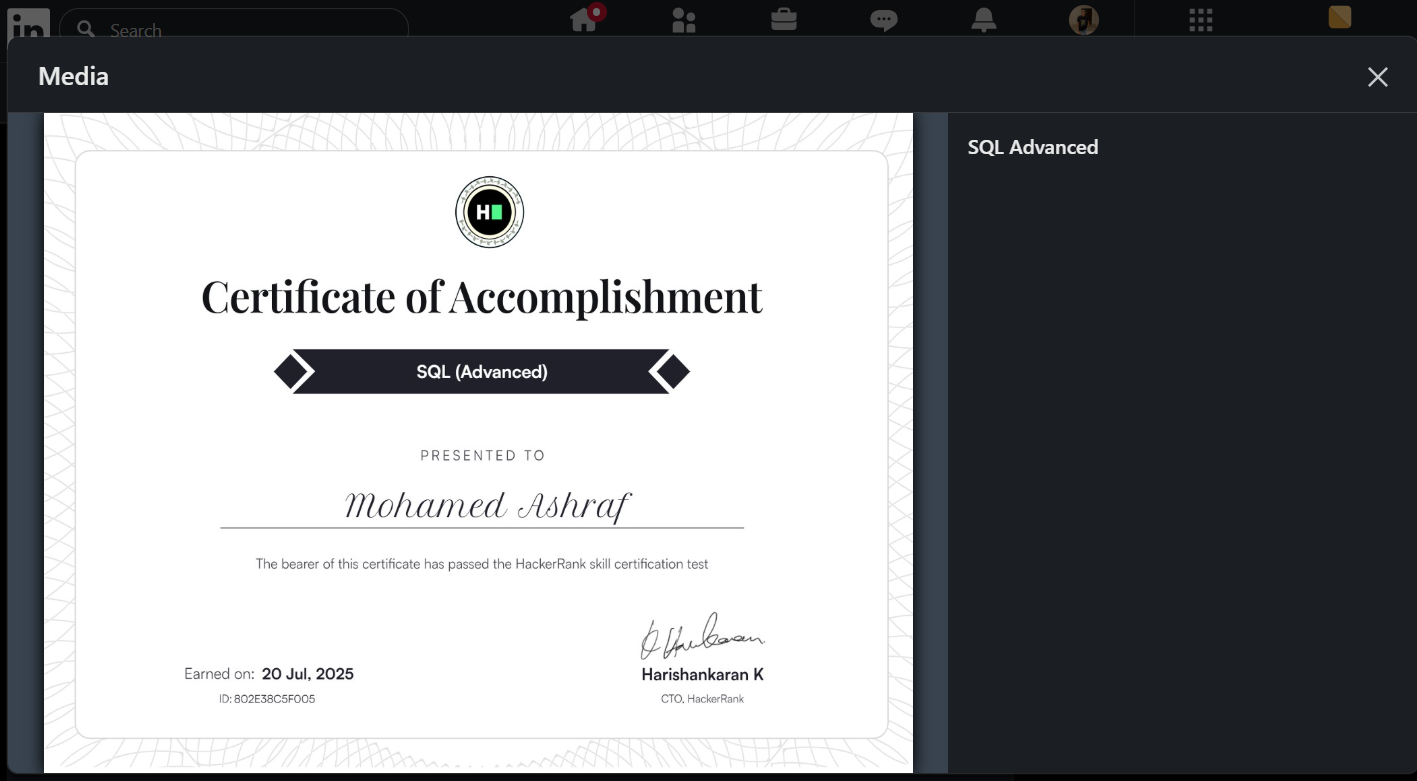 in
Search
Media
SQL Advanced
H
Certificate of Accomplishment
SQL (Advanced)
PRESENTED TO
Mohamed Ashraf
The bearer of this certificate has passed the HackerRank skill certification test
Earned on: 20 Jul, 2025
ID: 802E38C5F005
Harishankaran K
CTO, HackerRank